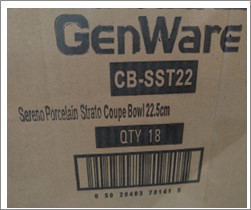 GenWare
CB-SST22
Sereno Porcelain Strato Coupe Bowl 22.5cm
QTY 18